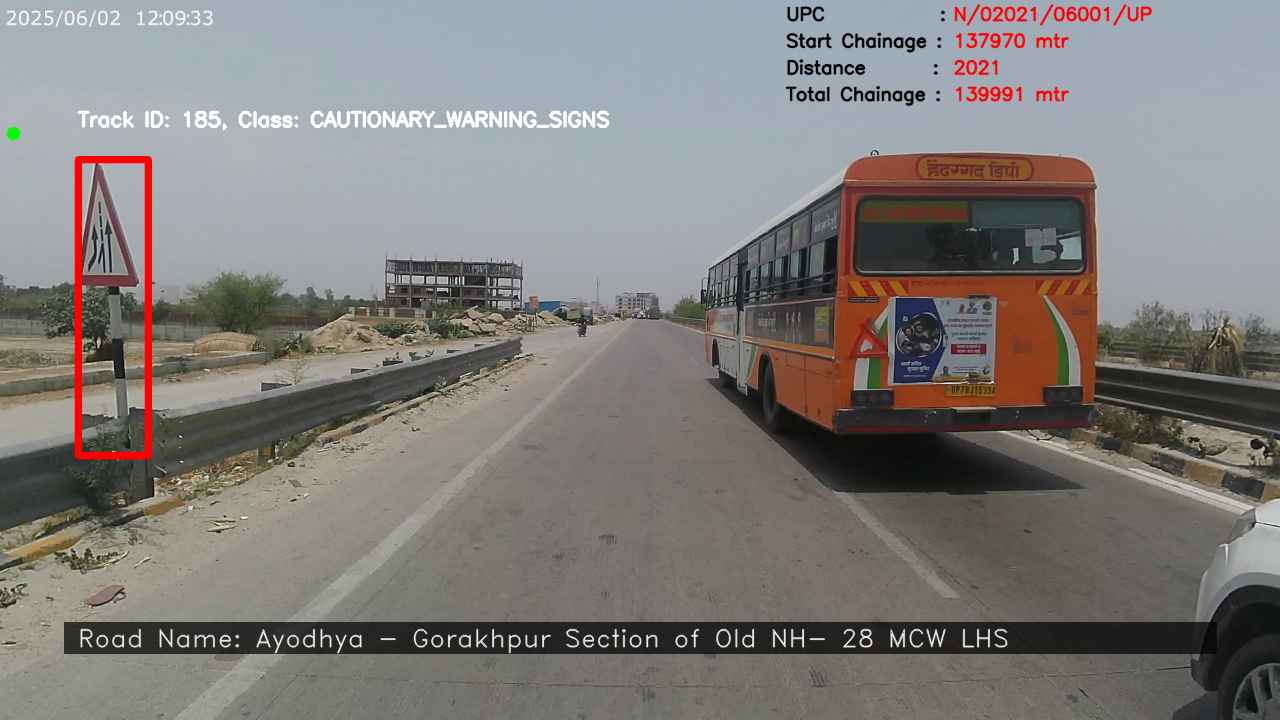 2025/06/02 12:09:33
UPC : N/02021/06001/UP
Start Chainage : 137970 mtr
Distance : 2021
Total Chainage : 139991 mtr
Track ID: 185, Class: CAUTIONARY_WARNING_SIGNS
हैदरगढ़ डिपो
Road Name: Ayodhya - Gorakhpur Section of Old NH- 28 MCW LHS